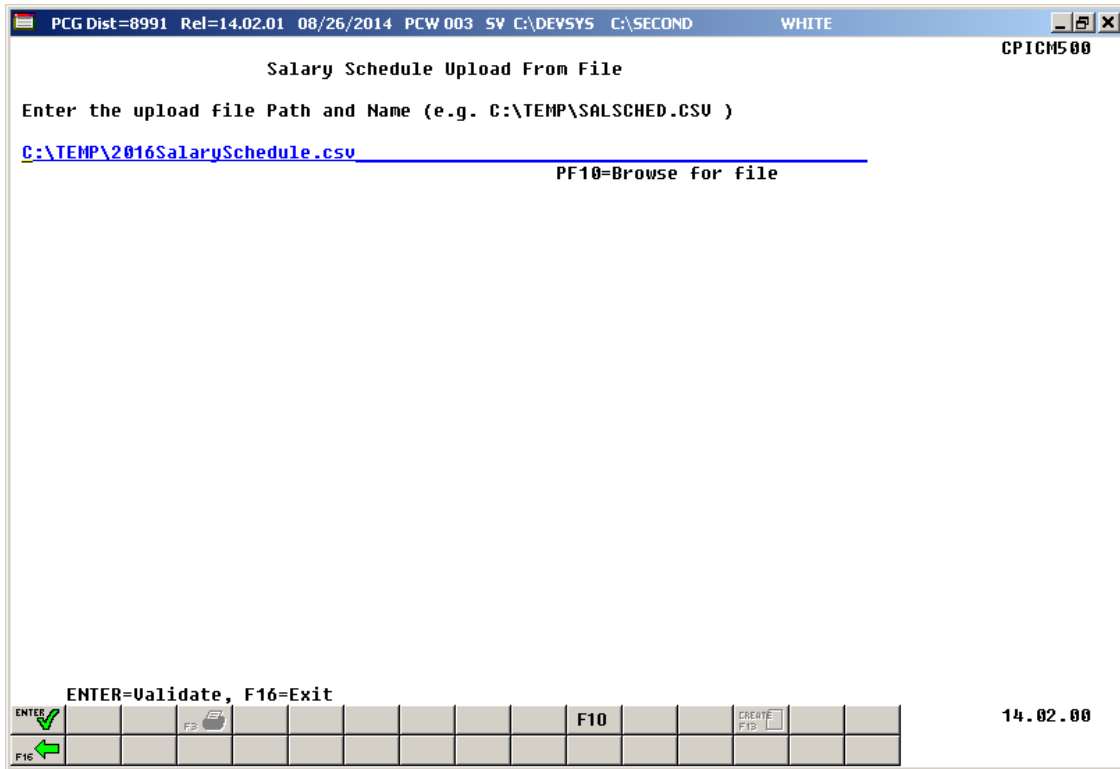 PCG Dist=8991 Rel=14.02.01 08/26/2014 PCW 003 SV C:\DEVSYS C:\SECOND WHITE
CPICM500
Salary Schedule Upload From File
Enter the upload file Path and Name (e.g. C:\TEMP\SALSCHED.CSV )
C:\TEMP\2016SalarySchedule.csv
PF10=Browse for file
ENTER=Validate, F16=Exit
ENTER F3 F10 CREATE F13 14.02.00
F16